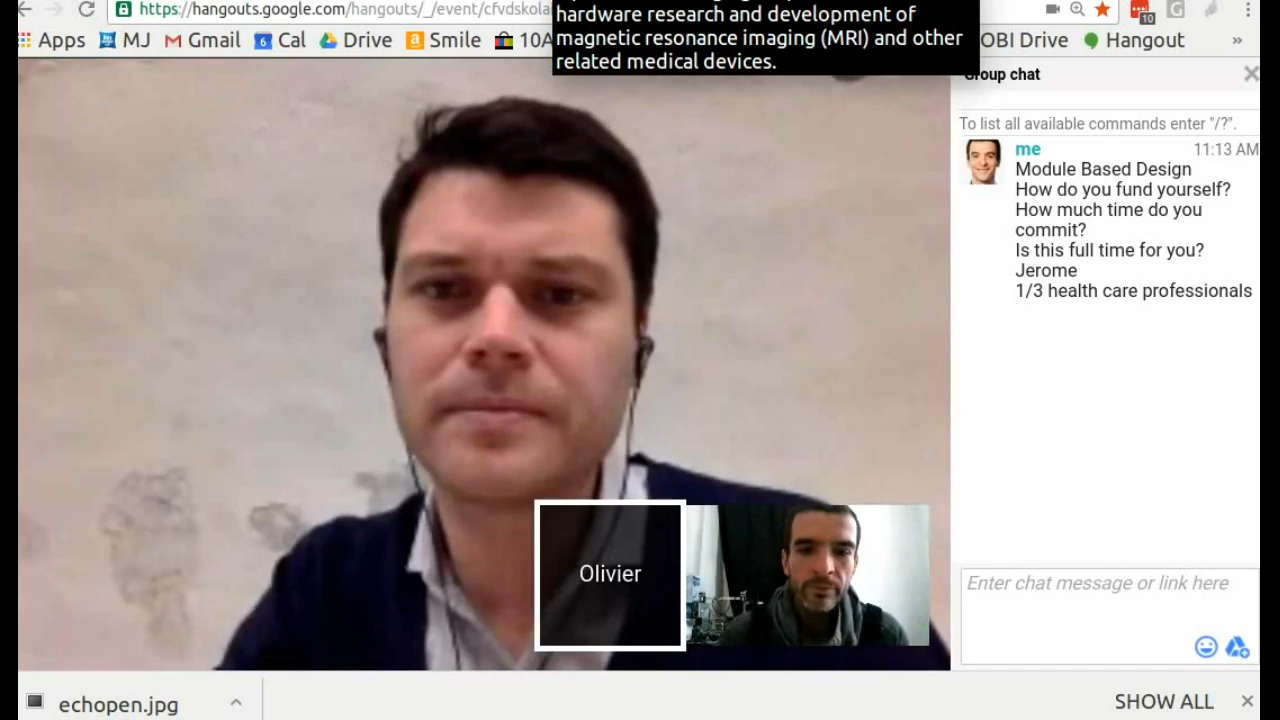 https://hangouts.google.com/hangouts/_/event/cfvdskola
hardware research and development of
magnetic resonance imaging (MRI) and other
related medical devices.
10
Apps MJ Gmail 6 Cal Drive Smile 10A OBI Drive Hangout »
Group chat
To list all available commands enter "/?".
me 11:13 AM
Module Based Design
How do you fund yourself?
How much time do you
commit?
Is this full time for you?
Jerome
1/3 health care professionals
Olivier
Enter chat message or link here
echopen.jpg
SHOW ALL